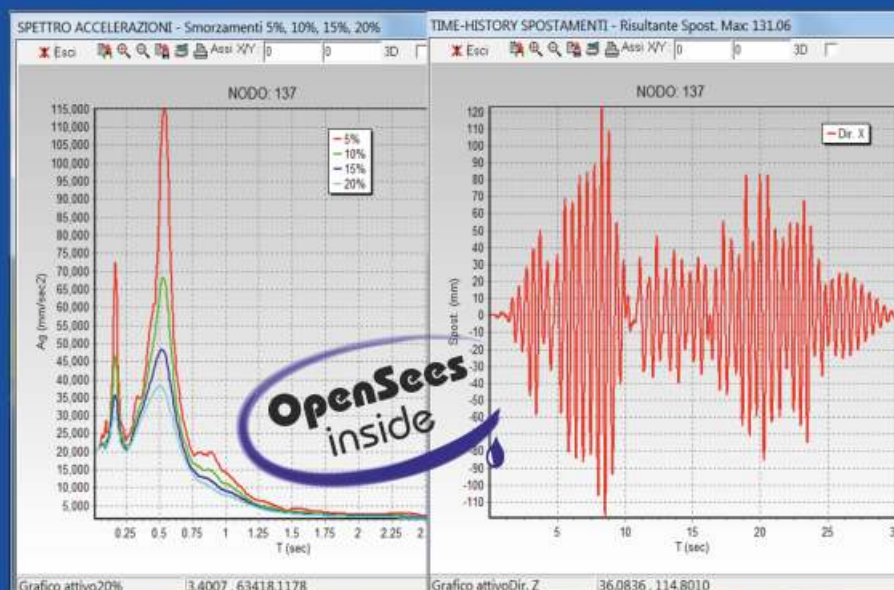 SPETTRO ACCELERAZIONI - Smorzamenti 5%, 10%, 15%, 20%
Esci
Assi X/Y: 0 0 3D
NODO: 137
115,000
110,000
105,000
100,000
95,000
90,000
85,000
80,000
75,000
70,000
65,000
60,000
55,000
50,000
45,000
40,000
35,000
30,000
25,000
20,000
15,000
10,000
5,000
Ag (mm/sec2)
5%
10%
15%
20%
0.25 0.5 0.75 1 1.25 1.5 1.75 2 2.25
T (sec)
Grafico attivo20% 3.4007 , 63418.1178
TIME-HISTORY SPOSTAMENTI - Risultante Spost. Max: 131.06
Esci
Assi X/Y: 0 0 3D
NODO: 137
120
110
100
90
80
70
60
50
40
30
20
10
0
-10
-20
-30
-40
-50
-60
-80
-90
-100
-110
Spost. (mm)
Dir. X
5 10 15 20 25
T (sec)
Grafico attivoDir. Z 36.0836 , 114.8010
OpenSees
inside